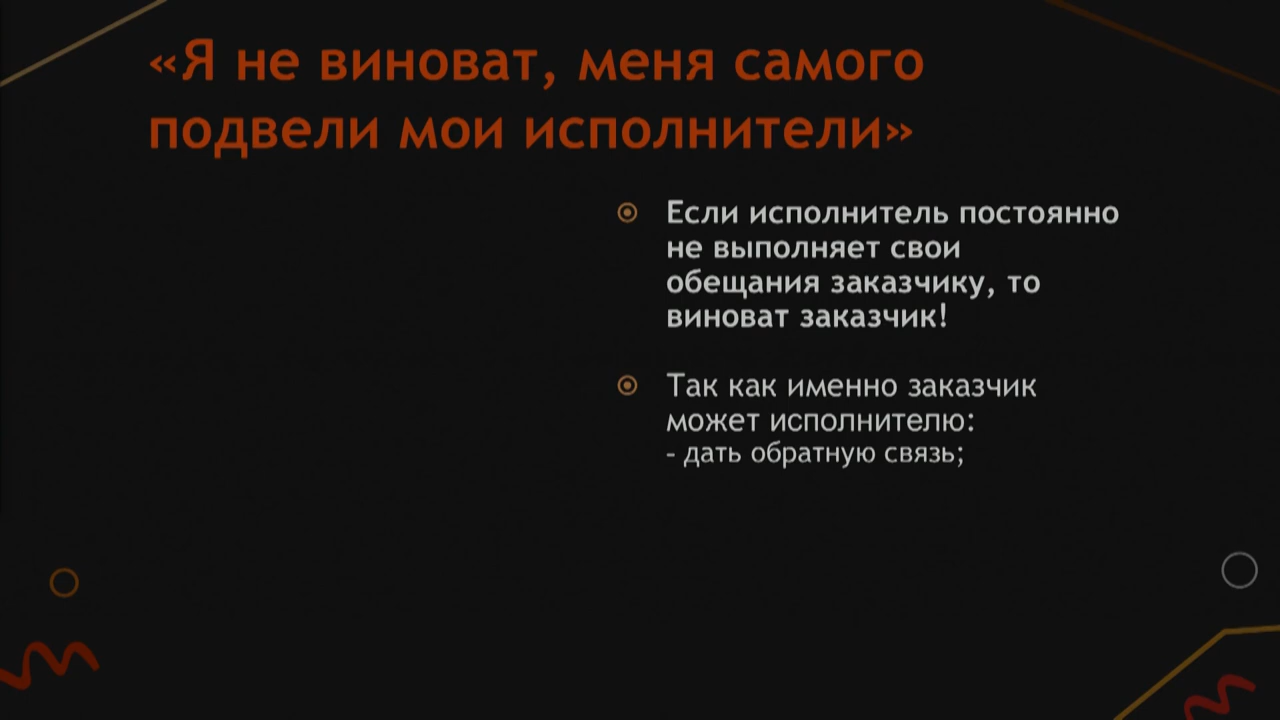 «Я не виноват, меня самого
подвели мои исполнители»
Если исполнитель постоянно
не выполняет свои
обещания заказчику, то
виноват заказчик!
Так как именно заказчик
может исполнителю:
- дать обратную связь;